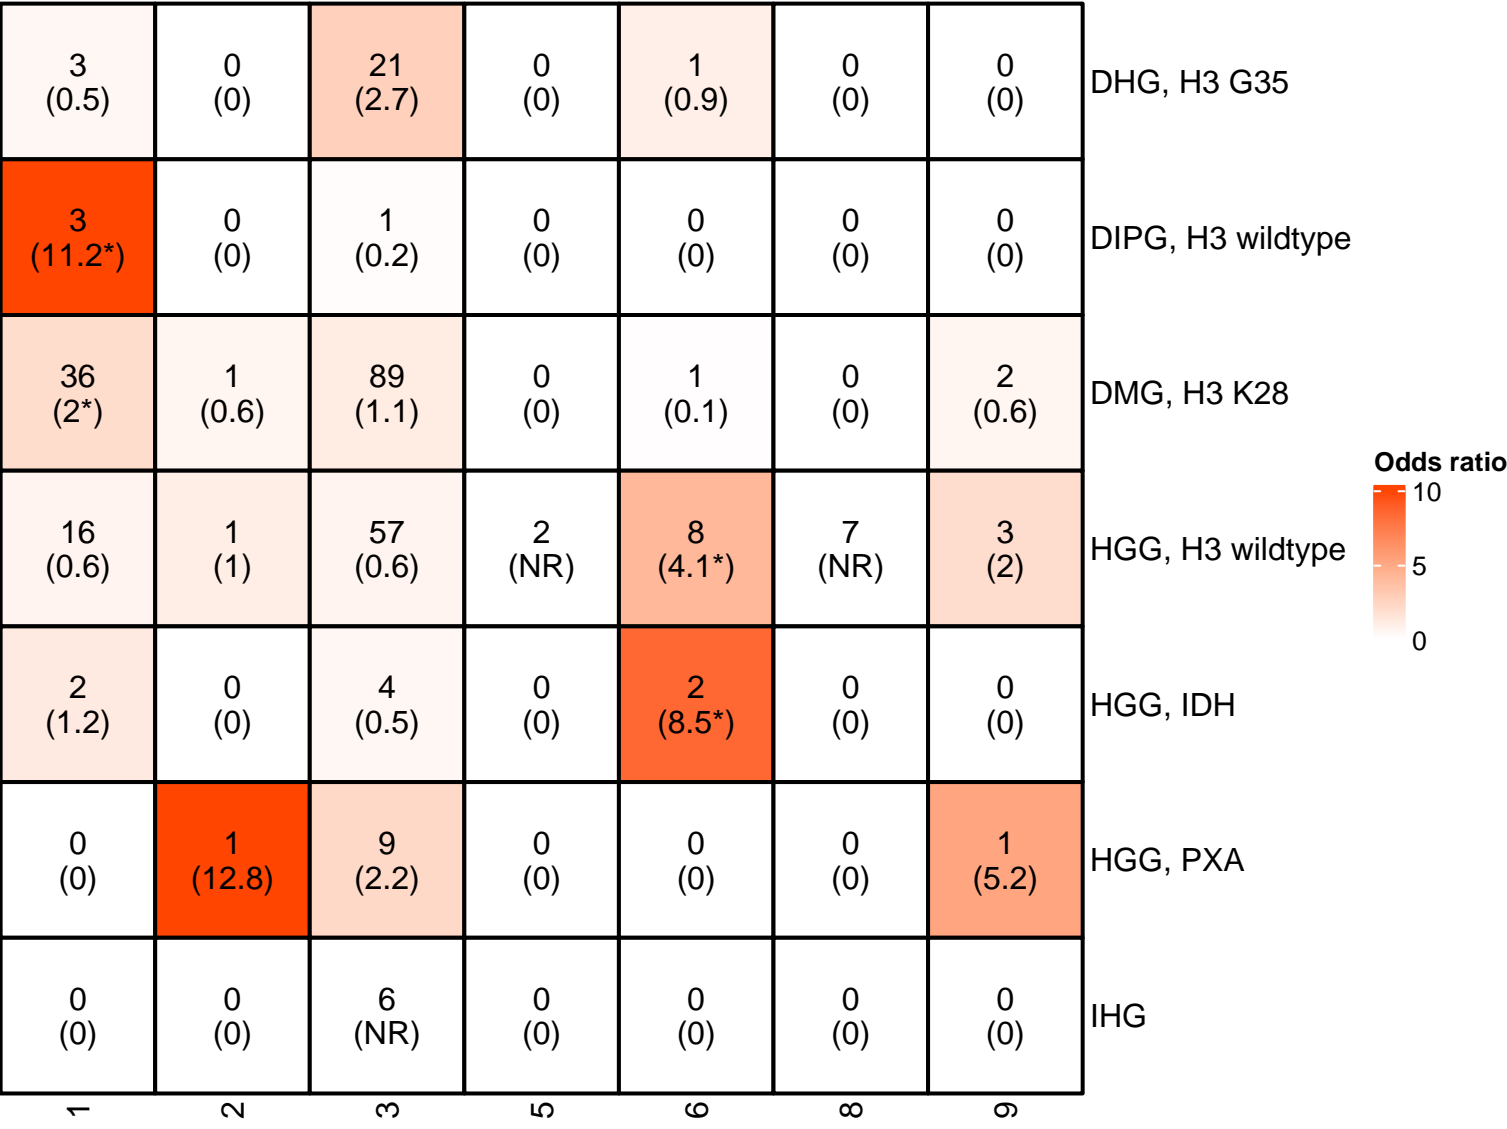 3 0 21 0 1 0 0
(0.5) (0) (2.7) (0) (0.9) (0) (0)
DHG, H3 G35
3 0 1 0 0 0 0
(11.2*) (0) (0.2) (0) (0) (0) (0)
DIPG, H3 wildtype
36 1 89 0 1 0 2
(2*) (0.6) (1.1) (0) (0.1) (0) (0.6)
DMG, H3 K28
16 1 57 2 8 7 3
(0.6) (1) (0.6) (NR) (4.1*) (NR) (2)
HGG, H3 wildtype
2 0 4 0 2 0 0
(1.2) (0) (0.5) (0) (8.5*) (0) (0)
HGG, IDH
0 1 9 0 0 0 1
(0) (12.8) (2.2) (0) (0) (0) (5.2)
HGG, PXA
0 0 6 0 0 0 0
(0) (0) (NR) (0) (0) (0) (0)
IHG
1 2 3 5 6 8 9
Odds ratio
10
5
0